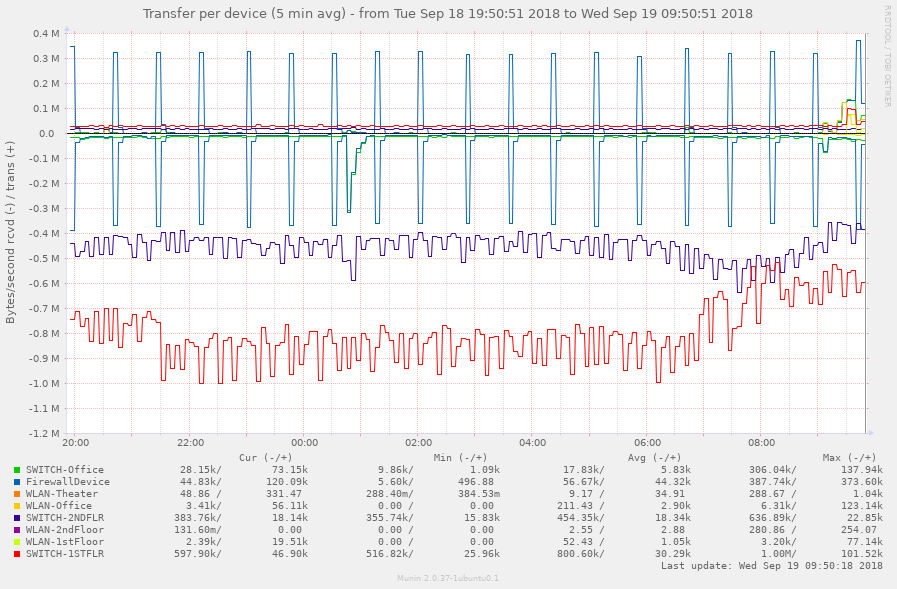 Transfer per device (5 min avg) - from Tue Sep 18 19:50:51 2018 to Wed Sep 19 09:50:51 2018
RRDTOOL / TOBI OETIKER
Bytes/second rcvd (-) / trans (+)
0.4 M
0.3 M
0.2 M
0.1 M
0.0
-0.1 M
-0.2 M
-0.3 M
-0.4 M
-0.5 M
-0.6 M
-0.7 M
-0.8 M
-0.9 M
-1.0 M
-1.1 M
-1.2 M
20:00 22:00 00:00 02:00 04:00 06:00 08:00
Cur (-/+) Min (-/+) Avg (-/+) Max (-/+)
SWITCH-Office 28.15k/ 73.15k 9.86k/ 1.09k 17.83k/ 5.83k 306.04k/ 137.94k
FirewallDevice 44.83k/ 120.09k 5.60k/ 496.88 56.67k/ 44.32k 387.74k/ 373.60k
WLAN-Theater 48.86 / 331.47 288.40m/ 384.53m 9.17 / 34.91 288.67 / 1.04k
WLAN-Office 3.41k/ 56.11k 0.00 / 0.00 211.43 / 2.90k 6.31k/ 123.14k
SWITCH-2NDFLR 383.76k/ 18.14k 355.74k/ 15.83k 454.35k/ 18.34k 636.89k/ 22.85k
WLAN-2ndFloor 131.60m/ 0.00 0.00 / 0.00 2.55 / 2.88 280.86 / 254.07
WLAN-1stFloor 2.39k/ 19.51k 0.00 / 0.00 52.43 / 1.05k 3.20k/ 77.14k
SWITCH-1STFLR 597.90k/ 46.90k 516.82k/ 25.96k 800.60k/ 30.29k 1.00M/ 101.52k
Last update: Wed Sep 19 09:50:18 2018
Munin 2.0.37-1ubuntu0.1